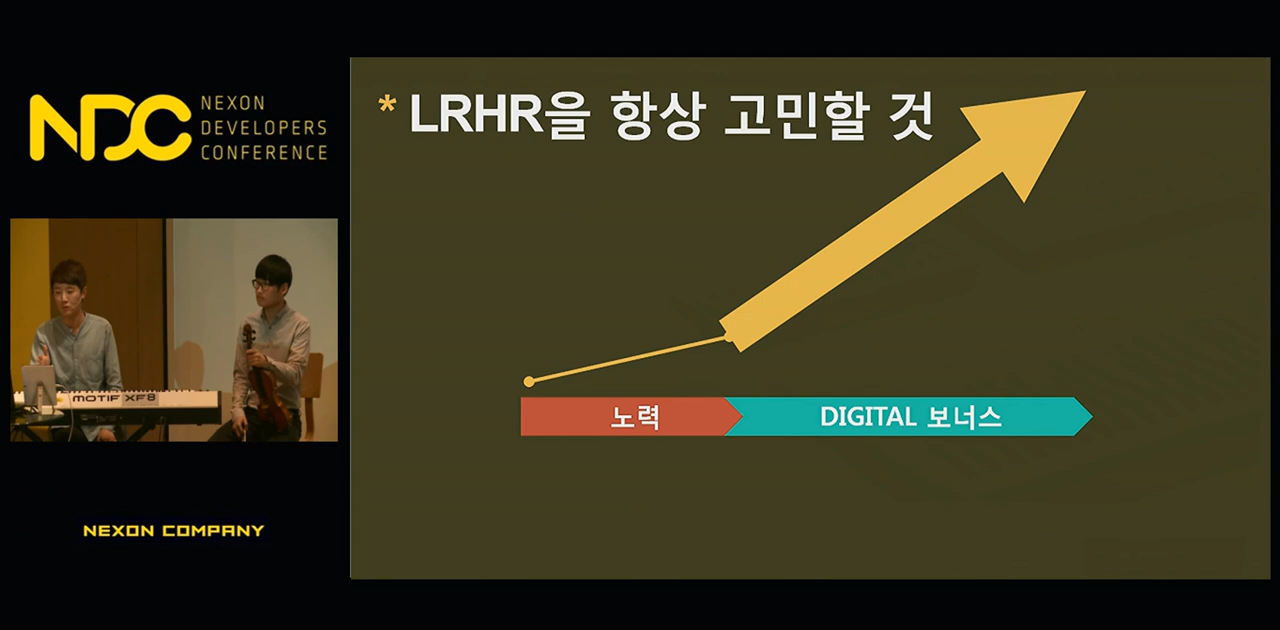 NDC
NEXON
DEVELOPERS
CONFERENCE
* LRHR을 항상 고민할 것
노력
DIGITAL 보너스
MOTIF XF8
NEXON COMPANY